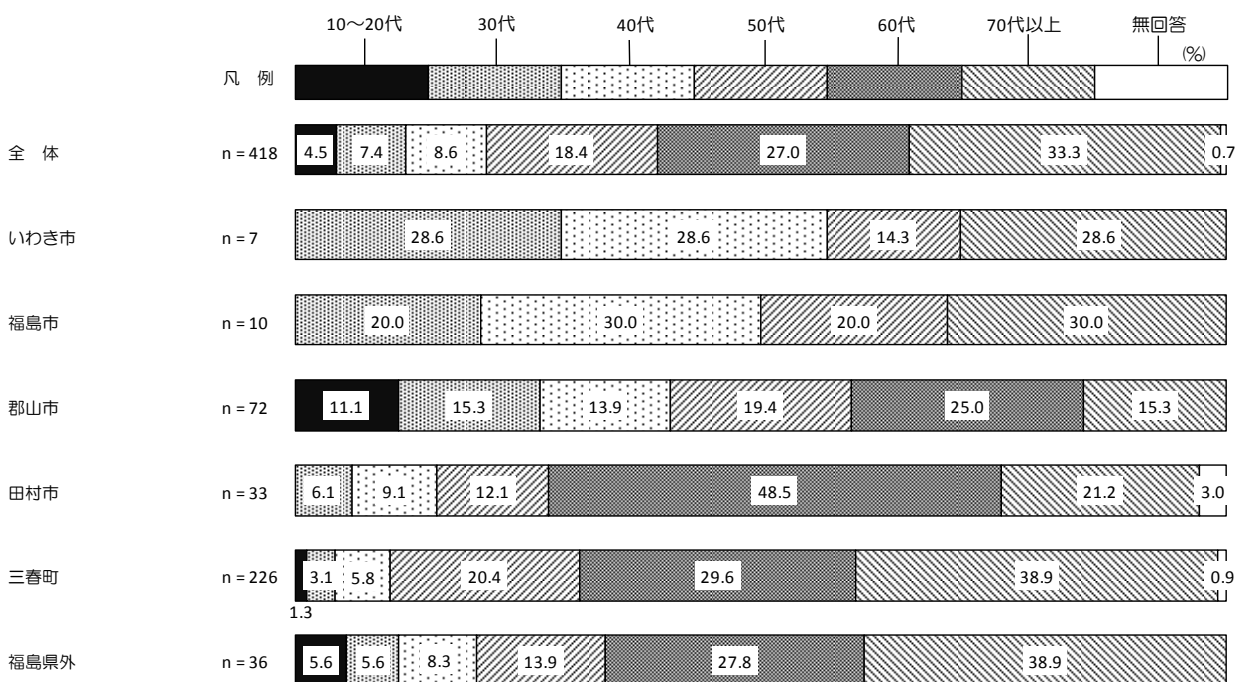 10～20代 30代 40代 50代 60代 70代以上 無回答
(%)
凡 例
全 体 n = 418 4.5 7.4 8.6 18.4 27.0 33.3 0.7
いわき市 n = 7 28.6 28.6 14.3 28.6
福島市 n = 10 20.0 30.0 20.0 30.0
郡山市 n = 72 11.1 15.3 13.9 19.4 25.0 15.3
田村市 n = 33 6.1 9.1 12.1 48.5 21.2 3.0
三春町 n = 226 3.1 5.8 20.4 29.6 38.9 0.9
1.3
福島県外 n = 36 5.6 5.6 8.3 13.9 27.8 38.9